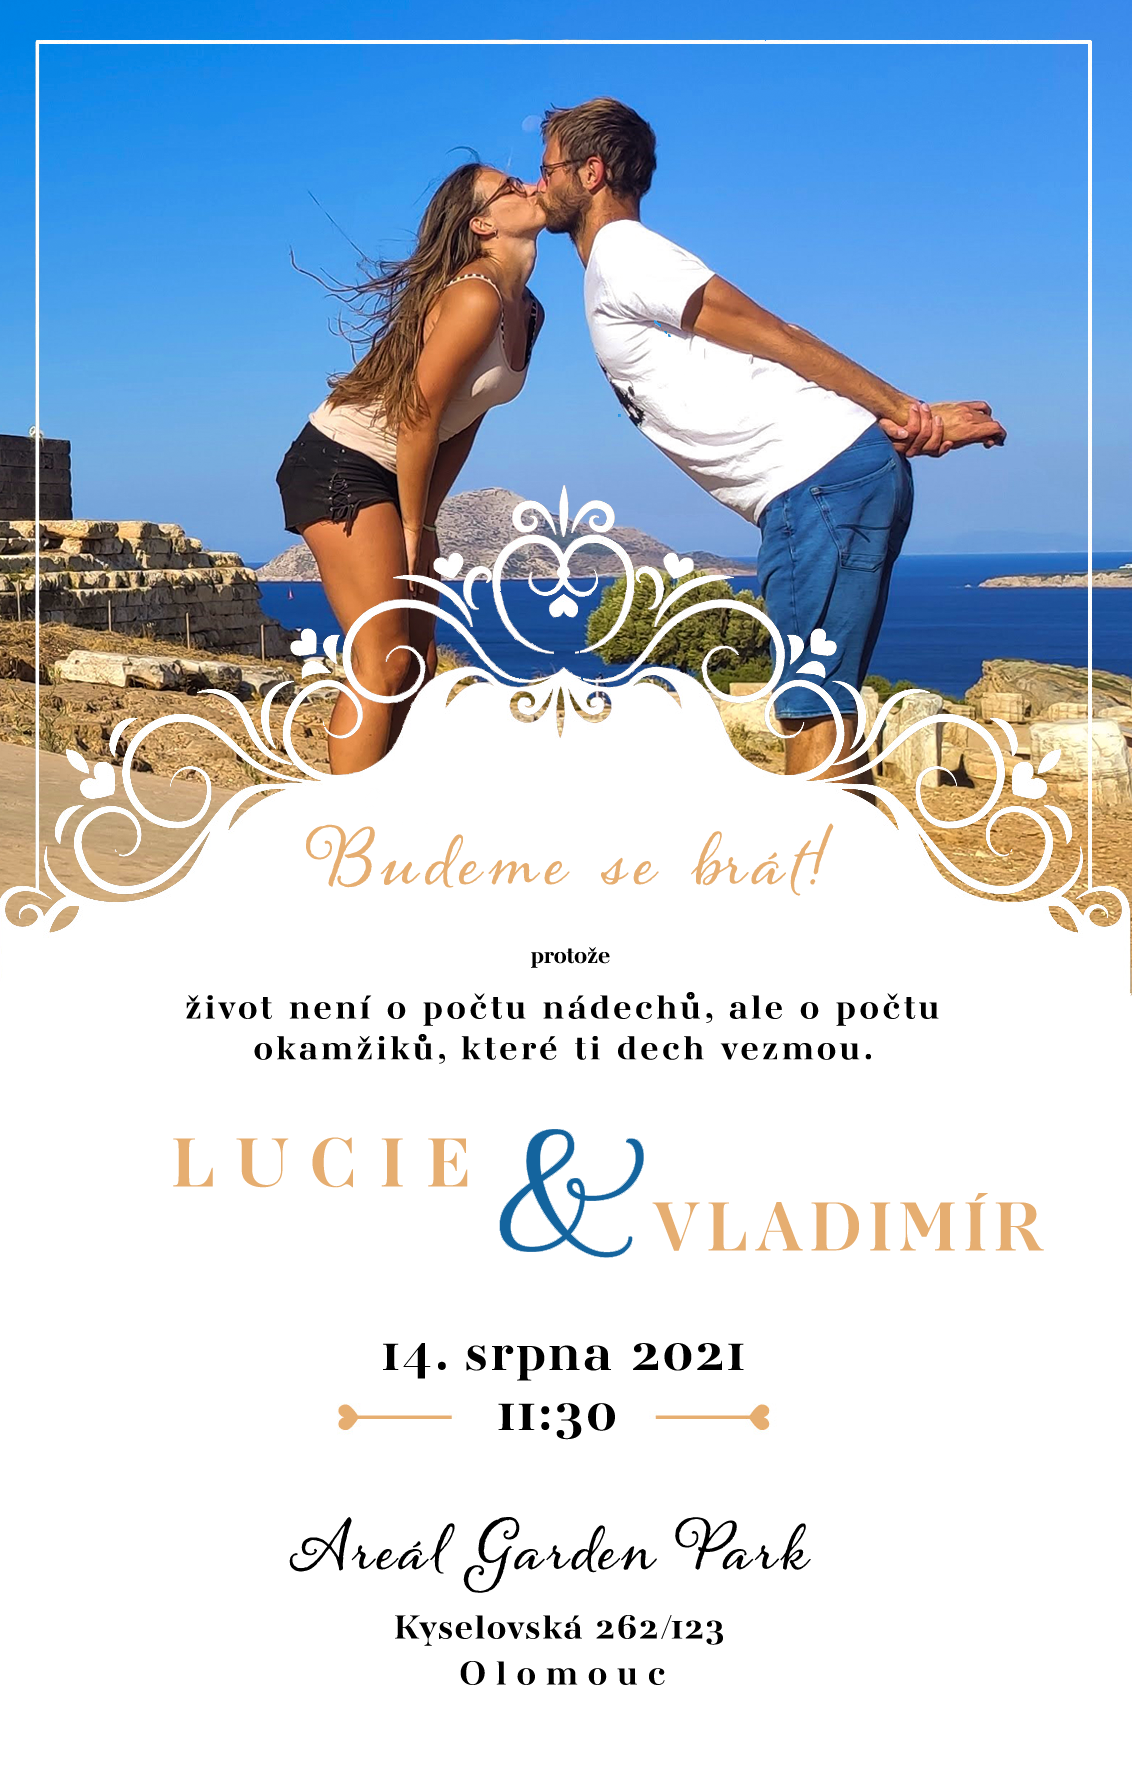 Budeme se brát!
protože
život není o počtu nádechů, ale o počtu
okamžiků, které ti dech vezmou.
LUCIE & VLADIMÍR
14. srpna 2021
11:30
Areál Garden Park
Kyselovská 262/123
Olomouc